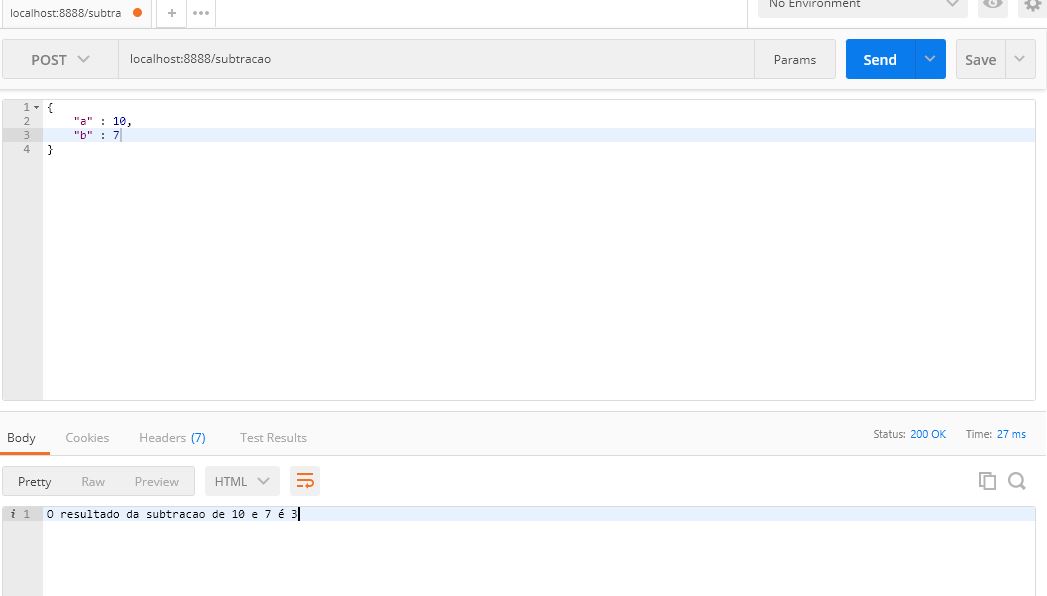 localhost:8888/subtra + •••
No Environment
POST localhost:8888/subtracao Params Send Save
1 {
2 "a" : 10,
3 "b" : 7
4 }
Body Cookies Headers (7) Test Results Status: 200 OK Time: 27 ms
Pretty Raw Preview HTML
i 1 O resultado da subtracao de 10 e 7 é 3